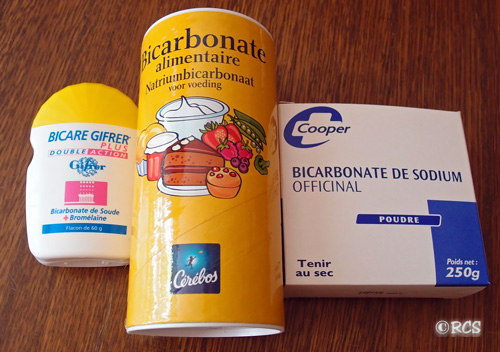 BICARE GIFRER
PLUS
DOUBLE ACTION
Gifrer
Bicarbonate de Soude
+ Bromélaine
Flacon de 60 g
Bicarbonate
alimentaire
Natriumbicarbonaat
voor voeding
Cérébos
Cooper
BICARBONATE DE SODIUM
OFFICINAL
POUDRE
Tenir
au sec
Poids net :
250g
©RCS